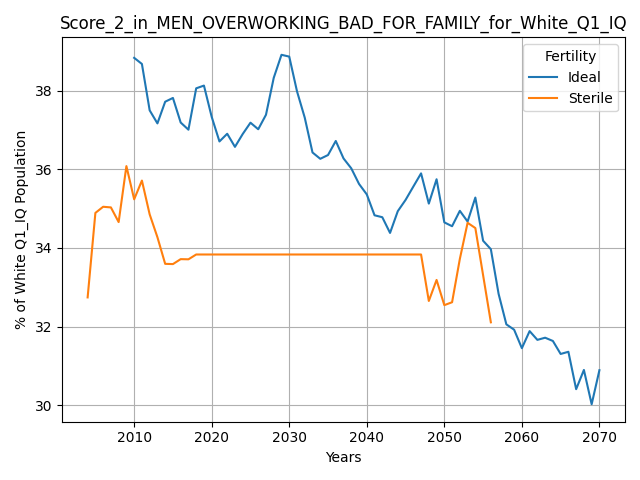 Score_2_in_MEN_OVERWORKING_BAD_FOR_FAMILY_for_White_Q1_IQ
Fertility
Ideal
Sterile
% of White Q1_IQ Population
38
36
34
32
30
2010 2020 2030 2040 2050 2060 2070
Years